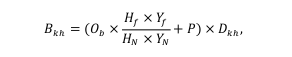 B_{kh} = (O_b × \frac{H_f × Y_f}{H_N × Y_N} + P) × D_{kh},